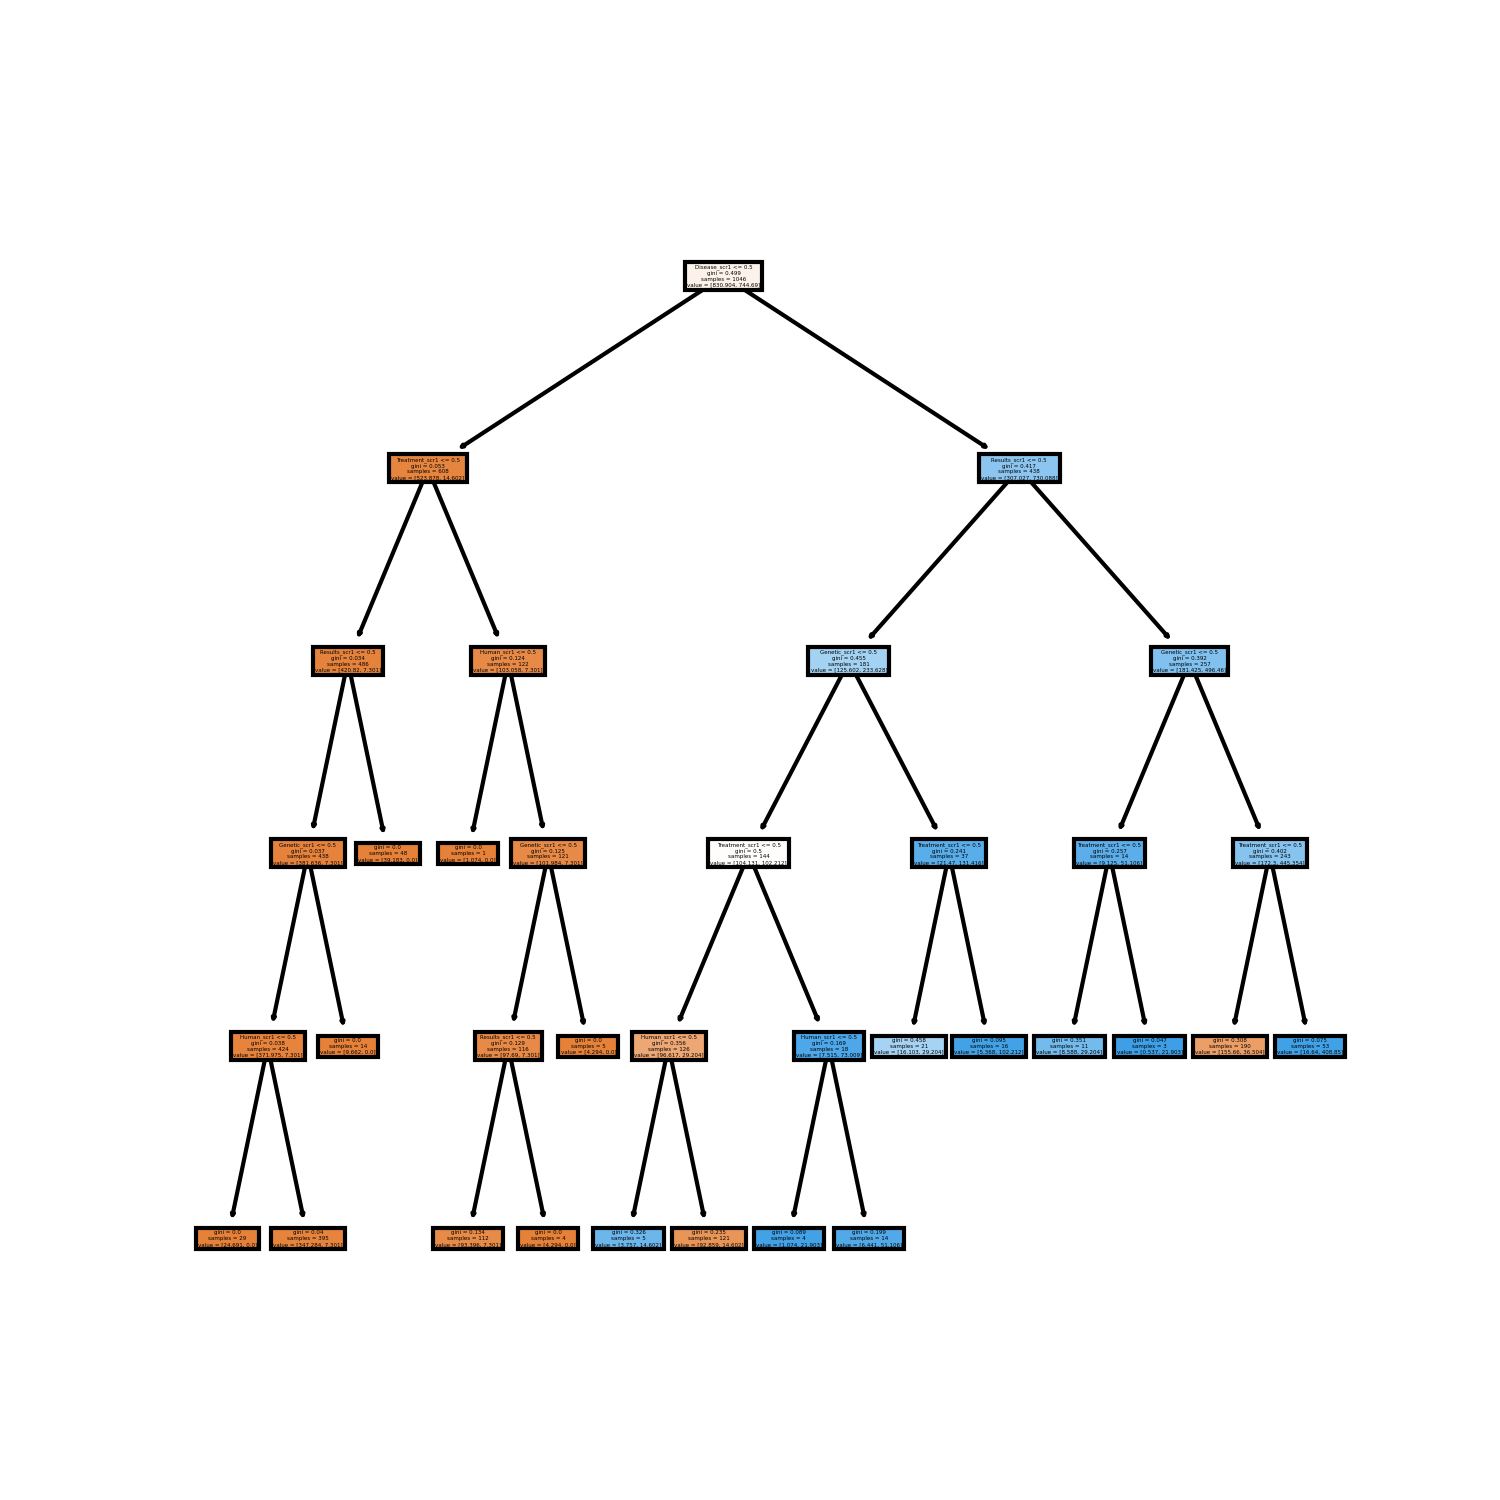 Disease_scr1 <= 0.5
gini = 0.499
samples = 1046
value = [830.904, 744.69]
Treatment_scr1 <= 0.5
gini = 0.053
samples = 608
value = [523.878, 14.602]
Results_scr1 <= 0.5
gini = 0.417
samples = 438
value = [307.027, 730.088]
Results_scr1 <= 0.5
gini = 0.034
samples = 486
value = [420.82, 7.301]
Human_scr1 <= 0.5
gini = 0.124
samples = 122
value = [103.058, 7.301]
Genetic_scr1 <= 0.5
gini = 0.455
samples = 181
value = [125.602, 233.628]
Genetic_scr1 <= 0.5
gini = 0.392
samples = 257
value = [181.425, 496.46]
Genetic_scr1 <= 0.5
gini = 0.037
samples = 438
value = [381.636, 7.301]
gini = 0.0
samples = 48
value = [39.183, 0.0]
gini = 0.0
samples = 1
value = [1.074, 0.0]
Genetic_scr1 <= 0.5
gini = 0.125
samples = 121
value = [101.984, 7.301]
Treatment_scr1 <= 0.5
gini = 0.5
samples = 144
value = [104.131, 102.212]
Treatment_scr1 <= 0.5
gini = 0.241
samples = 37
value = [21.47, 131.416]
Treatment_scr1 <= 0.5
gini = 0.257
samples = 14
value = [9.125, 51.106]
Treatment_scr1 <= 0.5
gini = 0.402
samples = 243
value = [172.3, 445.354]
Human_scr1 <= 0.5
gini = 0.038
samples = 424
value = [371.975, 7.301]
gini = 0.0
samples = 14
value = [9.662, 0.0]
Results_scr1 <= 0.5
gini = 0.129
samples = 116
value = [97.69, 7.301]
gini = 0.0
samples = 5
value = [4.294, 0.0]
Human_scr1 <= 0.5
gini = 0.356
samples = 126
value = [96.617, 29.204]
Human_scr1 <= 0.5
gini = 0.169
samples = 18
value = [7.515, 73.009]
gini = 0.458
samples = 21
value = [16.103, 29.204]
gini = 0.095
samples = 16
value = [5.368, 102.212]
gini = 0.351
samples = 11
value = [8.588, 29.204]
gini = 0.047
samples = 3
value = [0.537, 21.903]
gini = 0.308
samples = 190
value = [155.66, 36.504]
gini = 0.075
samples = 53
value = [16.64, 408.85]
gini = 0.0
samples = 29
value = [24.691, 0.0]
gini = 0.04
samples = 395
value = [347.284, 7.301]
gini = 0.134
samples = 112
value = [93.396, 7.301]
gini = 0.0
samples = 4
value = [4.294, 0.0]
gini = 0.326
samples = 5
value = [3.757, 14.602]
gini = 0.235
samples = 121
value = [92.859, 14.602]
gini = 0.089
samples = 4
value = [1.074, 21.903]
gini = 0.199
samples = 14
value = [6.441, 51.106]